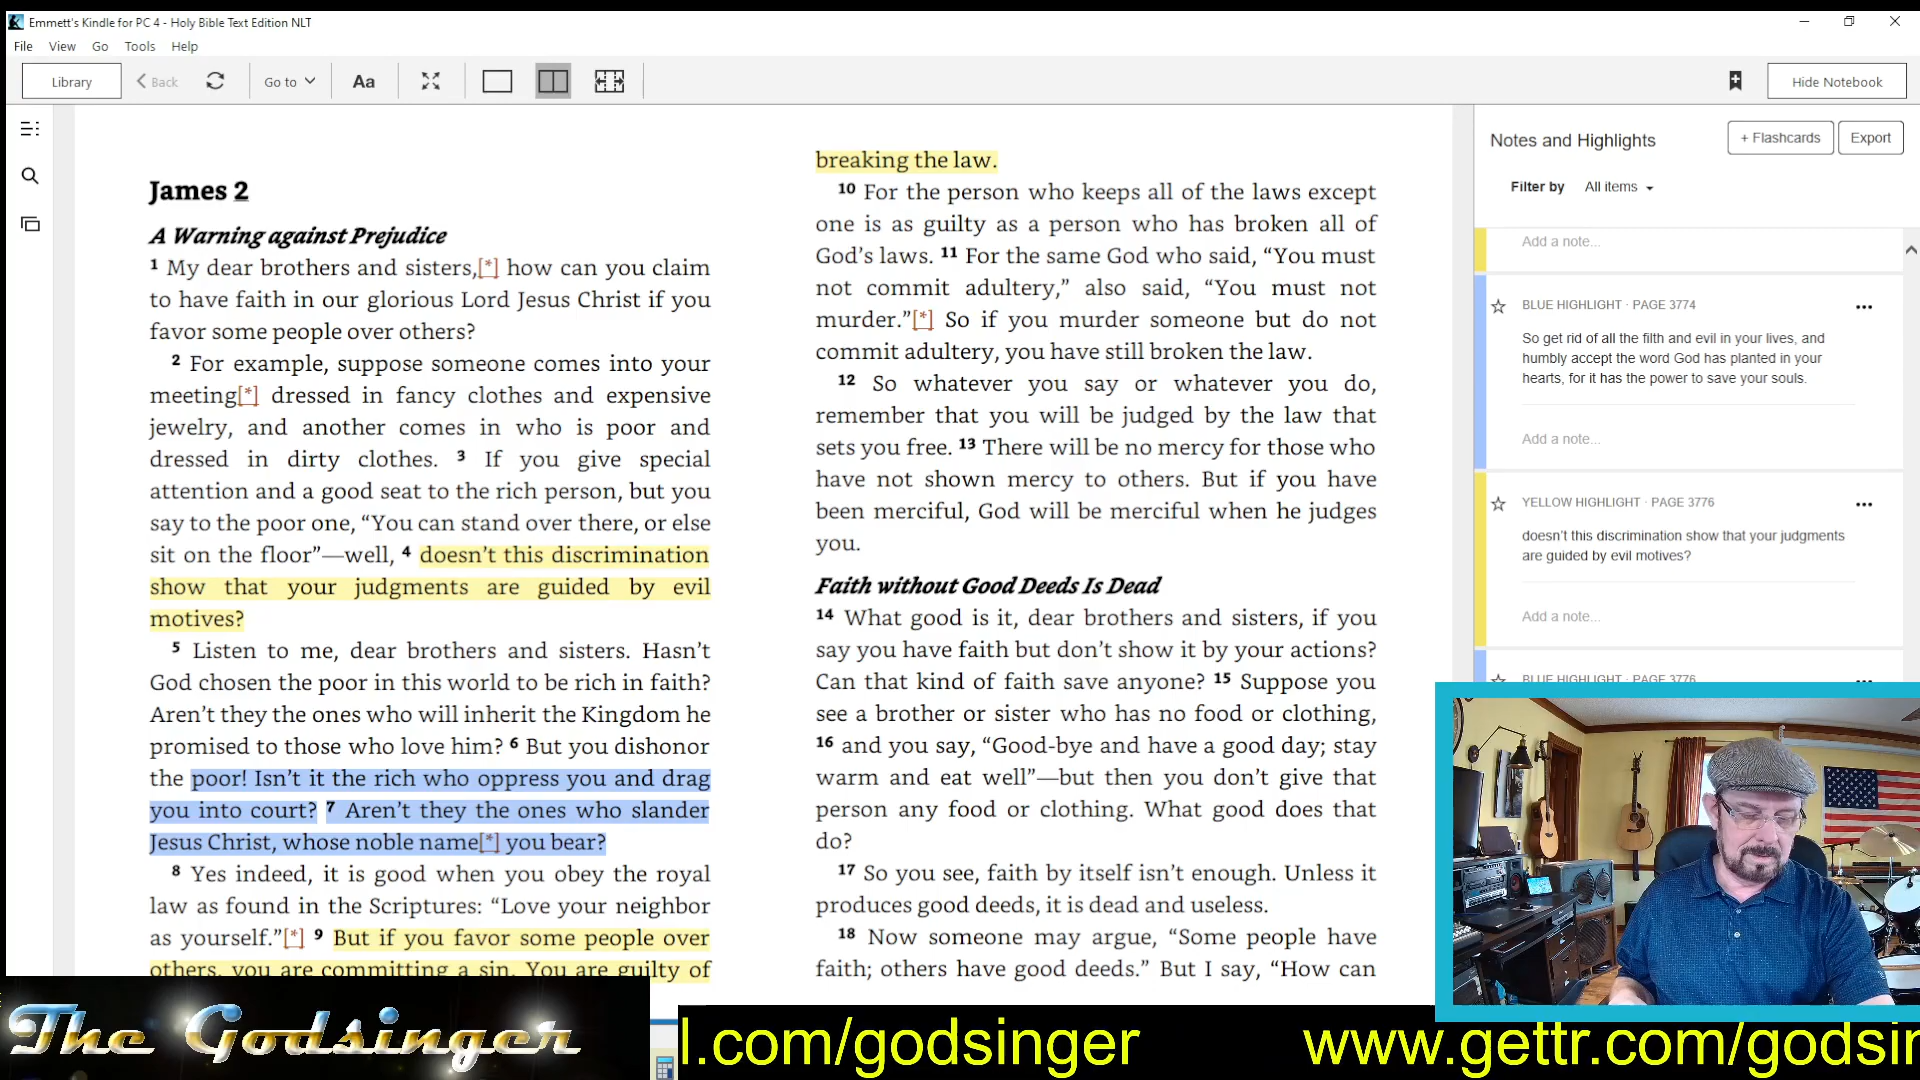 Emmett's Kindle for PC 4 - Holy Bible Text Edition NLT
File View Go Tools Help
Library Back Go to Aa Hide Notebook
James 2
A Warning against Prejudice
1 My dear brothers and sisters,[*] how can you claim
to have faith in our glorious Lord Jesus Christ if you
favor some people over others?
2 For example, suppose someone comes into your
meeting[*] dressed in fancy clothes and expensive
jewelry, and another comes in who is poor and
dressed in dirty clothes. 3 If you give special
attention and a good seat to the rich person, but you
say to the poor one, “You can stand over there, or else
sit on the floor”—well, 4 doesn’t this discrimination
show that your judgments are guided by evil
motives?
5 Listen to me, dear brothers and sisters. Hasn’t
God chosen the poor in this world to be rich in faith?
Aren’t they the ones who will inherit the Kingdom he
promised to those who love him? 6 But you dishonor
the poor! Isn’t it the rich who oppress you and drag
you into court? 7 Aren’t they the ones who slander
Jesus Christ, whose noble name[*] you bear?
8 Yes indeed, it is good when you obey the royal
law as found in the Scriptures: “Love your neighbor
as yourself.”[*] 9 But if you favor some people over
others, you are committing a sin. You are guilty of
breaking the law.
10 For the person who keeps all of the laws except
one is as guilty as a person who has broken all of
God’s laws. 11 For the same God who said, “You must
not commit adultery,” also said, “You must not
murder.”[*] So if you murder someone but do not
commit adultery, you have still broken the law.
12 So whatever you say or whatever you do,
remember that you will be judged by the law that
sets you free. 13 There will be no mercy for those who
have not shown mercy to others. But if you have
been merciful, God will be merciful when he judges
you.
Faith without Good Deeds Is Dead
14 What good is it, dear brothers and sisters, if you
say you have faith but don’t show it by your actions?
Can that kind of faith save anyone? 15 Suppose you
see a brother or sister who has no food or clothing,
16 and you say, “Good-bye and have a good day; stay
warm and eat well”—but then you don’t give that
person any food or clothing. What good does that
do?
17 So you see, faith by itself isn’t enough. Unless it
produces good deeds, it is dead and useless.
18 Now someone may argue, “Some people have
faith; others have good deeds.” But I say, “How can
Notes and Highlights + Flashcards Export
Filter by All items
Add a note...
BLUE HIGHLIGHT · PAGE 3774
So get rid of all the filth and evil in your lives, and
humbly accept the word God has planted in your
hearts, for it has the power to save your souls.
Add a note...
YELLOW HIGHLIGHT · PAGE 3776
doesn’t this discrimination show that your judgments
are guided by evil motives?
Add a note...
BLUE HIGHLIGHT · PAGE 3776
The Godsinger
l.com/godsinger www.gettr.com/godsin